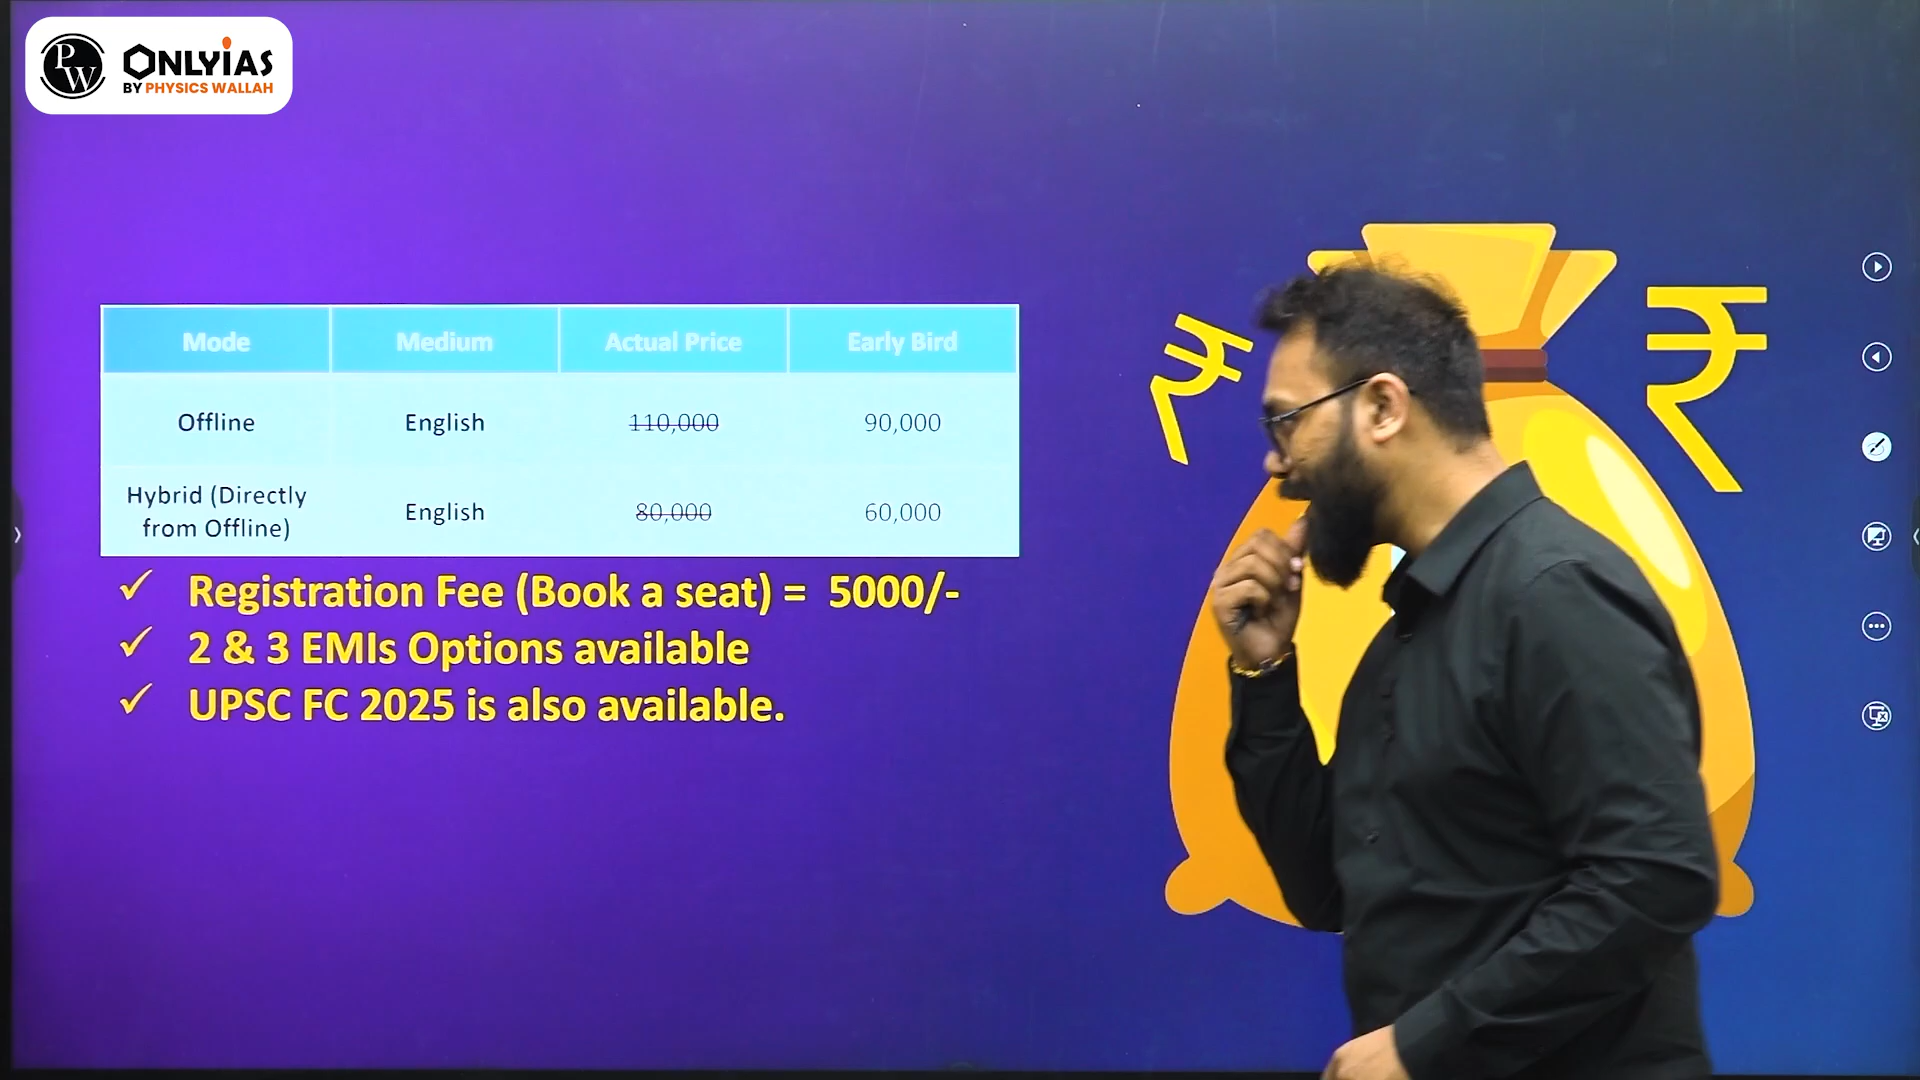 PW
ONLYIAS
BY PHYSICS WALLAH
Mode Medium Actual Price Early Bird
Offline English 110,000 90,000
Hybrid (Directly
from Offline) English 80,000 60,000
✓ Registration Fee (Book a seat) = 5000/-
✓ 2 & 3 EMIs Options available
✓ UPSC FC 2025 is also available.
₹ ₹